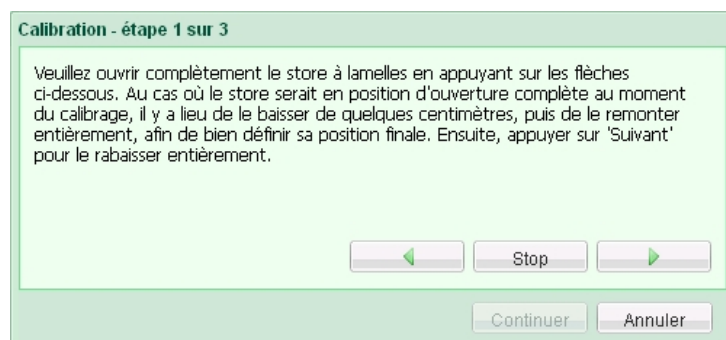 Calibration - étape 1 sur 3
Veuillez ouvrir complètement le store à lamelles en appuyant sur les flèches
ci-dessous. Au cas où le store serait en position d'ouverture complète au moment
du calibrage, il y a lieu de le baisser de quelques centimètres, puis de le remonter
entièrement, afin de bien définir sa position finale. Ensuite, appuyer sur 'Suivant'
pour le rabaisser entièrement.
Stop
Continuer Annuler